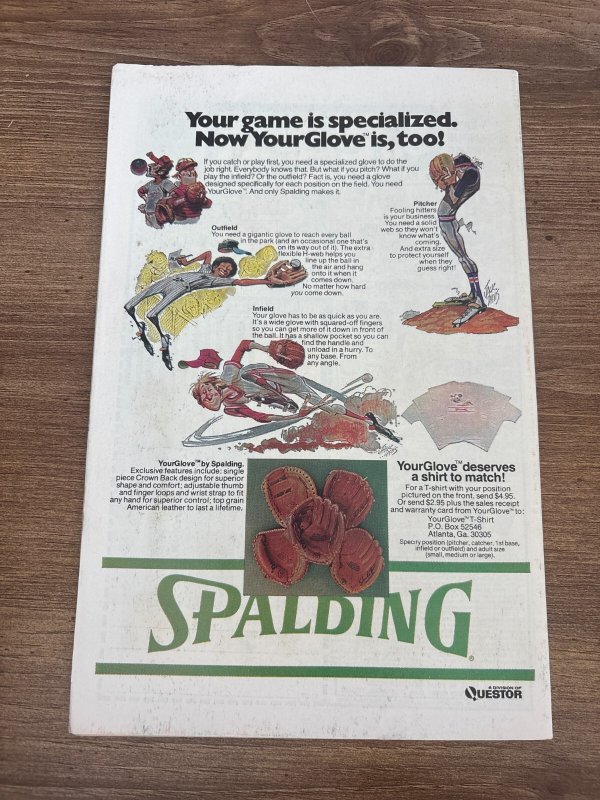 Your game is specialized.
Now YourGlove™ is, too!
If you catch or play first, you need a specialized glove to do the
job right. Everybody knows that. But what if you pitch? What if you
play the infield? Or the outfield? Fact is, you need a glove
designed specifically for each position on the field. You need
YourGlove™. And only Spalding makes it.
Pitcher
Fooling hitters
is your business.
You need a solid
web so they won't
know what's
coming.
And extra size
to protect yourself
when they
guess right!
Outfield
You need a gigantic glove to reach every ball
in the park (and an occasional one that's
on its way out of it). The extra
flexible H-web helps you
line up the ball in
the air and hang
onto it when it
comes down.
No matter how hard
you come down.
Infield
Your glove has to be as quick as you are.
It's a wide glove with squared-off fingers
so you can get more of it down in front of
the ball. It has a shallow pocket so you can
find the handle and
unload in a hurry. To
any base. From
any angle.
YourGlove™ by Spalding.
Exclusive features include: single
piece Crown Back design for superior
shape and comfort; adjustable thumb
and finger loops and wrist strap to fit
any hand for superior control; top grain
American leather to last a lifetime.
YourGlove™ deserves
a shirt to match!
For a T-shirt with your position
pictured on the front, send $4.95.
Or send $2.95 plus the sales receipt
and warranty card from YourGlove™ to:
YourGlove™ T-Shirt
P.O. Box 52546
Atlanta, Ga. 30305
Specify position (pitcher, catcher, 1st base,
infield or outfield) and adult size
(small, medium or large).
SPALDING®
A DIVISION OF
QUESTOR